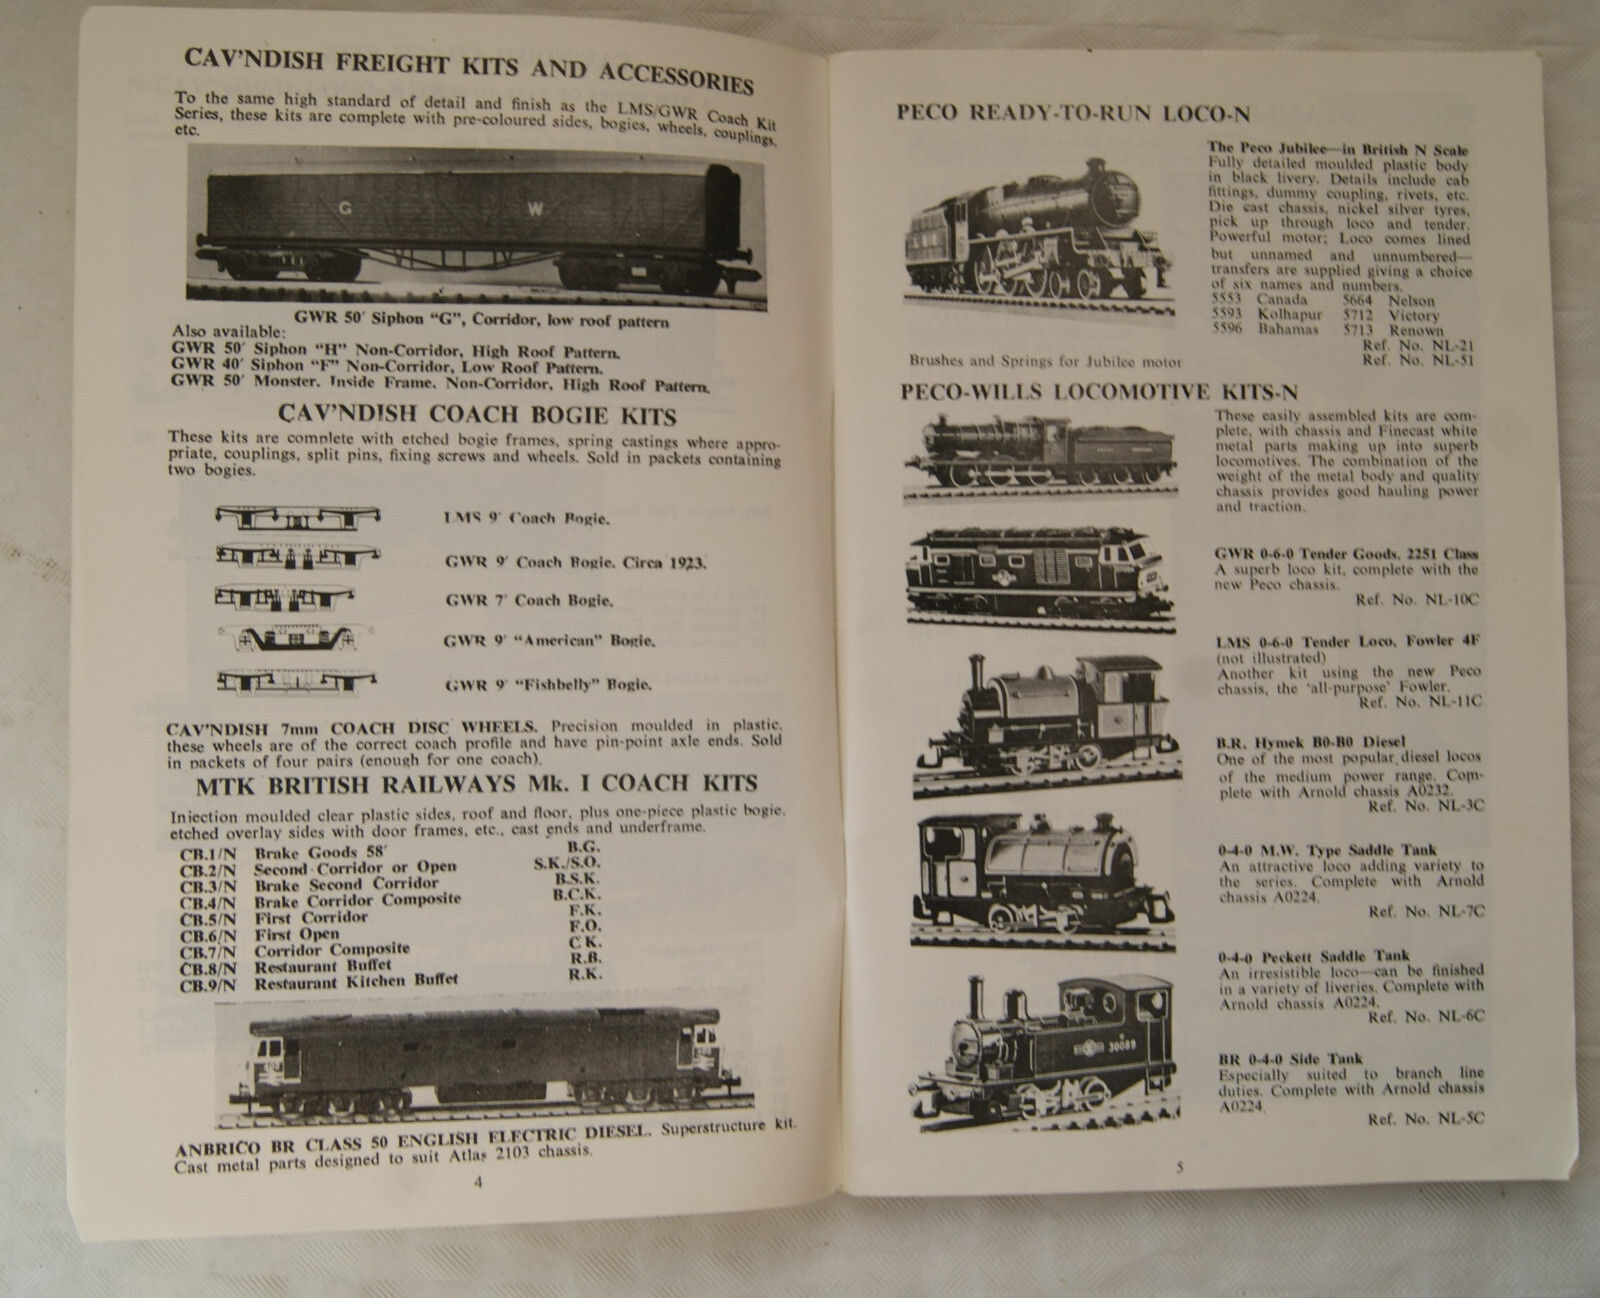 CAV'NDISH FREIGHT KITS AND ACCESSORIES
To the same high standard of detail and finish as the LMS/GWR Coach Kit
Series, these kits are complete with pre-coloured sides, bogies, wheels, couplings,
etc.
G W
GWR 50' Siphon "G", Corridor, low roof pattern
Also available:
GWR 50' Siphon "H" Non-Corridor, High Roof Pattern.
GWR 40' Siphon "F" Non-Corridor, Low Roof Pattern.
GWR 50' Monster. Inside Frame. Non-Corridor, High Roof Pattern.
CAV'NDISH COACH BOGIE KITS
These kits are complete with etched bogie frames, spring castings where appro-
priate, couplings, split pins, fixing screws and wheels. Sold in packets containing
two bogies.
LMS 9' Coach Bogie.
GWR 9' Coach Bogie. Circa 1923.
GWR 7' Coach Bogie.
GWR 9' "American" Bogie.
GWR 9' "Fishbelly" Bogie.
CAV'NDISH 7mm COACH DISC WHEELS. Precision moulded in plastic,
these wheels are of the correct coach profile and have pin-point axle ends. Sold
in packets of four pairs (enough for one coach).
MTK BRITISH RAILWAYS Mk. I COACH KITS
Injection moulded clear plastic sides, roof and floor, plus one-piece plastic bogie,
etched overlay sides with door frames, etc., cast ends and underframe.
CB.1/N Brake Goods 58' B.G.
CB.2/N Second Corridor or Open S.K./S.O.
CB.3/N Brake Second Corridor B.S.K.
CB.4/N Brake Corridor Composite B.C.K.
CB.5/N First Corridor F.K.
CB.6/N First Open F.O.
CB.7/N Corridor Composite C K.
CB.8/N Restaurant Buffet R.B.
CB.9/N Restaurant Kitchen Buffet R.K.
ANBRICO BR CLASS 50 ENGLISH ELECTRIC DIESEL. Superstructure kit.
Cast metal parts designed to suit Atlas 2103 chassis.
4
PECO READY-TO-RUN LOCO-N
The Peco Jubilee—in British N Scale
Fully detailed moulded plastic body
in black livery. Details include cab
fittings, dummy coupling, rivets, etc.
Die cast chassis, nickel silver tyres,
pick up through loco and tender.
Powerful motor; Loco comes lined
but unnamed and unnumbered—
transfers are supplied giving a choice
of six names and numbers.
5553 Canada 5664 Nelson
5593 Kolhapur 5712 Victory
5596 Bahamas 5713 Renown
Ref. No. NL-21
Brushes and Springs for Jubilee motor Ref. No. NL-51
PECO-WILLS LOCOMOTIVE KITS-N
These easily assembled kits are com-
plete, with chassis and Finecast white
metal parts making up into superb
locomotives. The combination of the
weight of the metal body and quality
chassis provides good hauling power
and traction.
GWR 0-6-0 Tender Goods, 2251 Class
A superb loco kit, complete with the
new Peco chassis.
Ref. No. NL-10C
LMS 0-6-0 Tender Loco, Fowler 4F
(not illustrated)
Another kit using the new Peco
chassis, the 'all-purpose' Fowler.
Ref. No. NL-11C
B.R. Hymek B0-B0 Diesel
One of the most popular diesel locos
of the medium power range. Com-
plete with Arnold chassis A0232.
Ref. No. NL-3C
0-4-0 M.W. Type Saddle Tank
An attractive loco adding variety to
the series. Complete with Arnold
chassis A0224.
Ref. No. NL-7C
0-4-0 Peckett Saddle Tank
An irresistible loco—can be finished
in a variety of liveries. Complete with
Arnold chassis A0224.
Ref. No. NL-6C
30089
BR 0-4-0 Side Tank
Especially suited to branch line
duties. Complete with Arnold chassis
A0224.
Ref. No. NL-5C
5